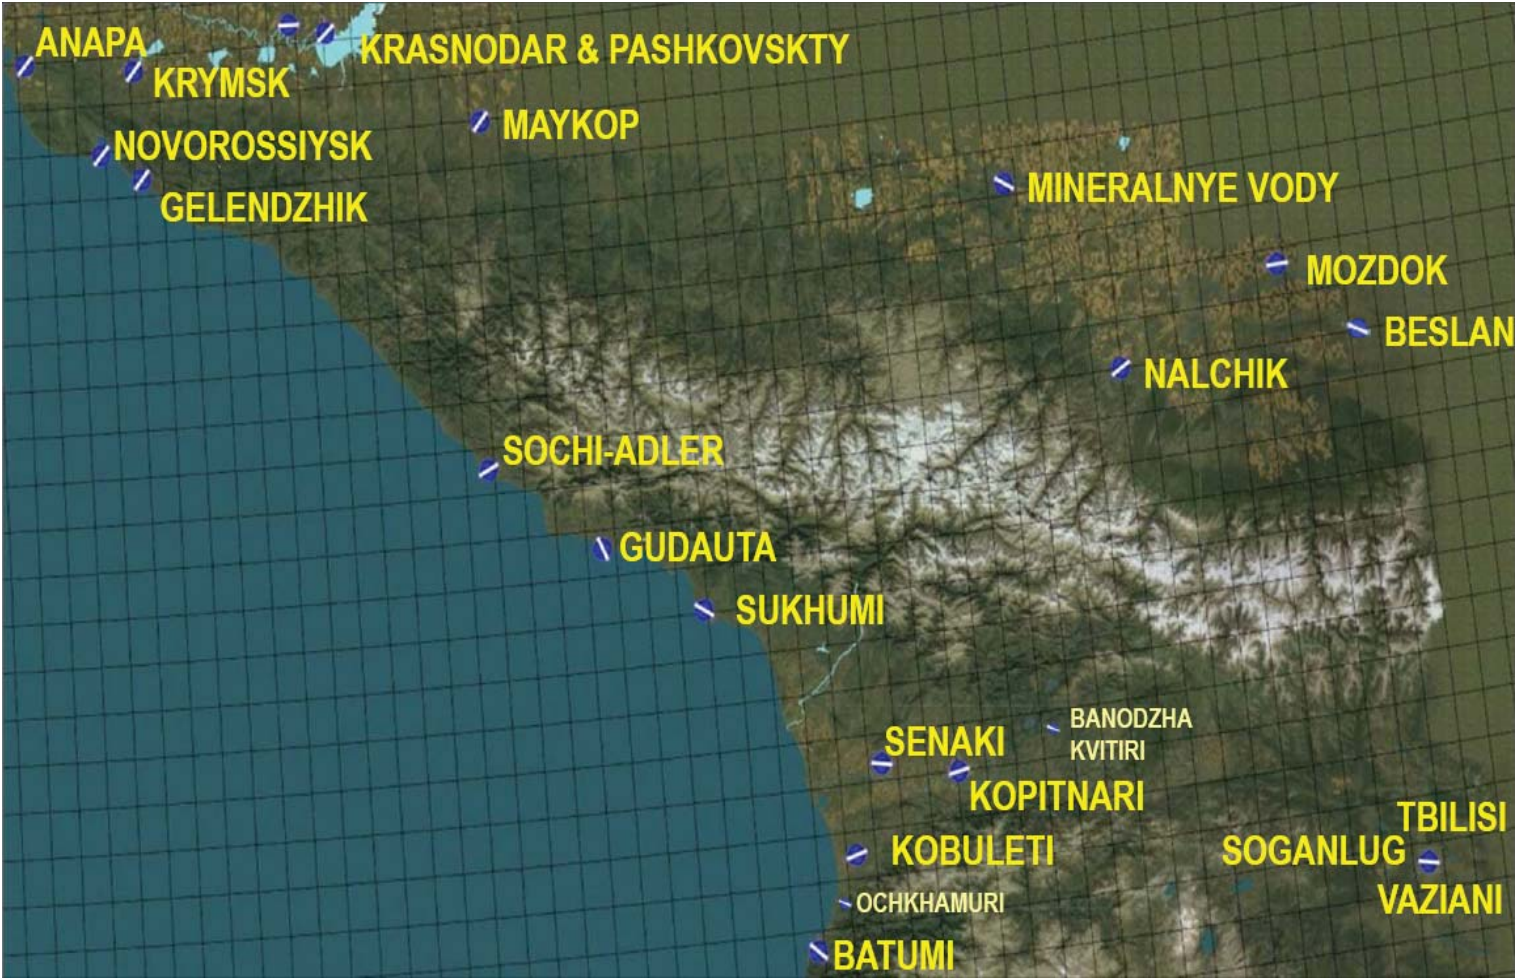 ANAPA
KRASNODAR & PASHKOVSKTY
KRYMSK
MAYKOP
NOVOROSSIYSK
GELENDZHIK
MINERALNYE VODY
MOZDOK
BESLAN
NALCHIK
SOCHI-ADLER
GUDAUTA
SUKHUMI
BANODZHA
KVITIRI
SENAKI
KOPITNARI
TBILISI
KOBULETI
SOGANLUG
VAZIANI
OCHKHAMURI
BATUMI